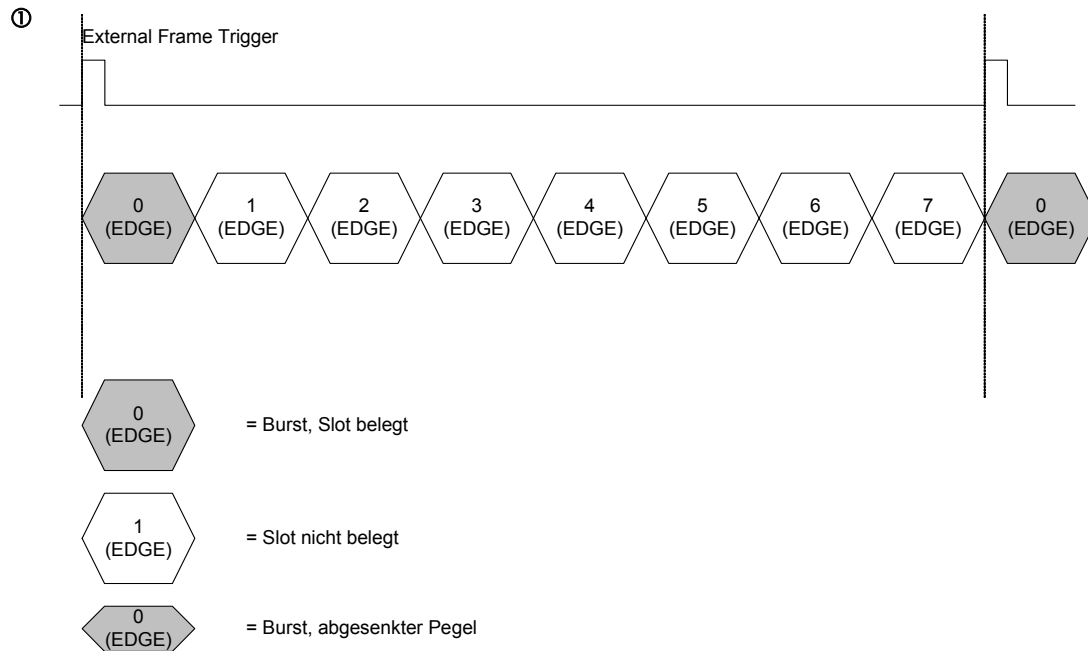 ①
External Frame Trigger
0 1 2 3 4 5 6 7 0
(EDGE) (EDGE) (EDGE) (EDGE) (EDGE) (EDGE) (EDGE) (EDGE) (EDGE)
0
(EDGE)
= Burst, Slot belegt
1
(EDGE)
= Slot nicht belegt
0
(EDGE)
= Burst, abgesenkter Pegel